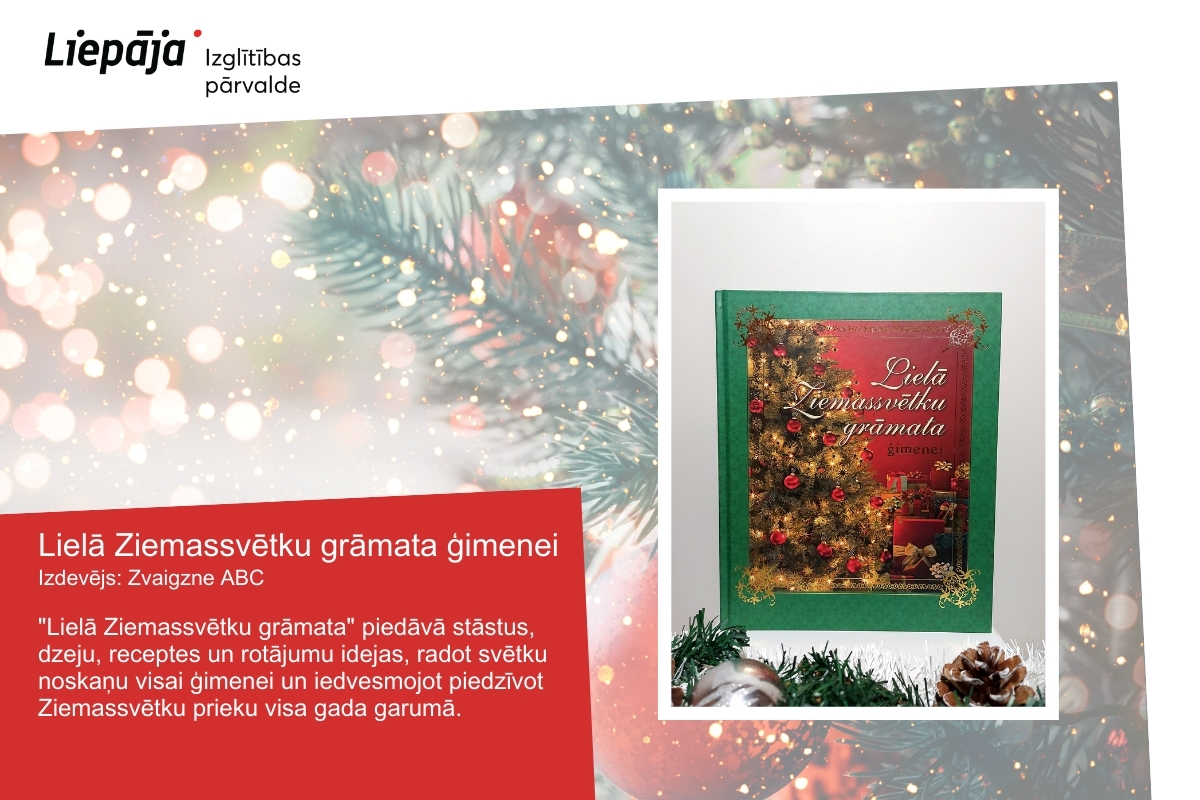 Liepāja
Izglītības
pārvalde
Lielā
Ziemassvētku
grāmata
ģimenei
Lielā Ziemassvētku grāmata ģimenei
Izdevējs: Zvaigzne ABC
"Lielā Ziemassvētku grāmata" piedāvā stāstus,
dzeju, receptes un rotājumu idejas, radot svētku
noskaņu visai ģimenei un iedvesmojot piedzīvot
Ziemassvētku prieku visa gada garumā.